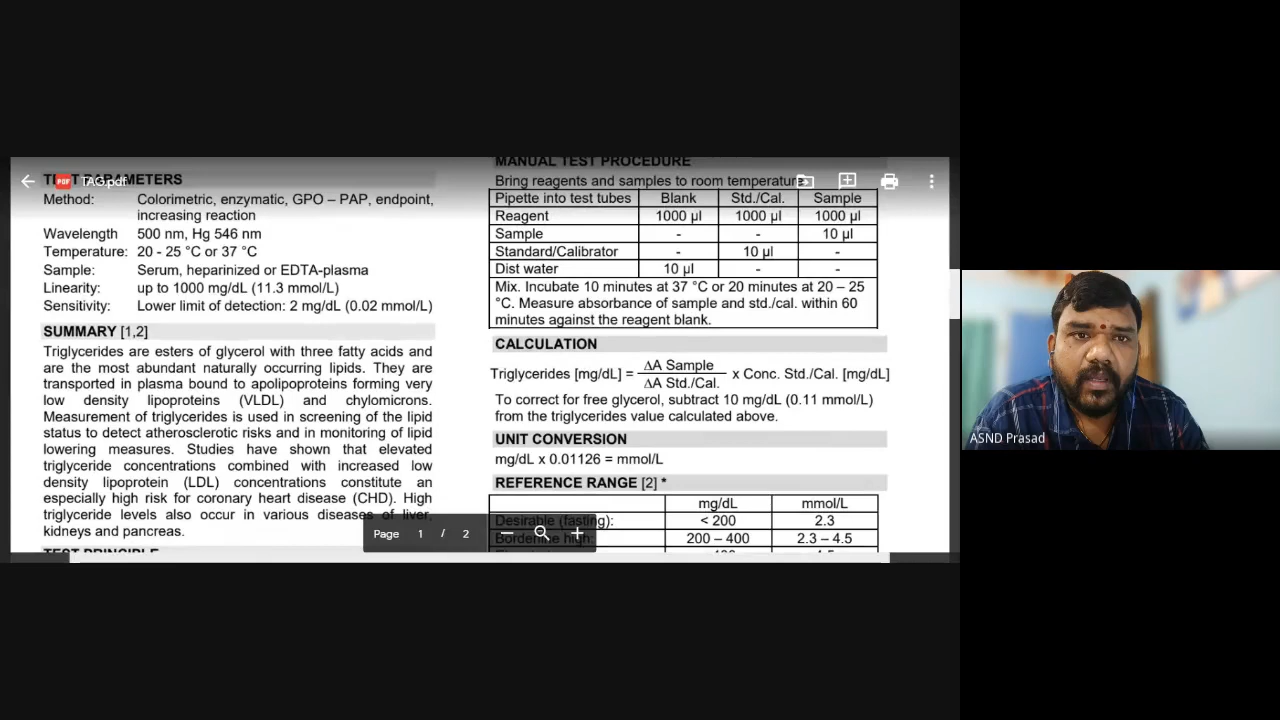 TAG.pdf
TEST PARAMETERS
Method: Colorimetric, enzymatic, GPO – PAP, endpoint,
increasing reaction
Wavelength 500 nm, Hg 546 nm
Temperature: 20 - 25 °C or 37 °C
Sample: Serum, heparinized or EDTA-plasma
Linearity: up to 1000 mg/dL (11.3 mmol/L)
Sensitivity: Lower limit of detection: 2 mg/dL (0.02 mmol/L)
SUMMARY [1,2]
Triglycerides are esters of glycerol with three fatty acids and
are the most abundant naturally occurring lipids. They are
transported in plasma bound to apolipoproteins forming very
low density lipoproteins (VLDL) and chylomicrons.
Measurement of triglycerides is used in screening of the lipid
status to detect atherosclerotic risks and in monitoring of lipid
lowering measures. Studies have shown that elevated
triglyceride concentrations combined with increased low
density lipoprotein (LDL) concentrations constitute an
especially high risk for coronary heart disease (CHD). High
triglyceride levels also occur in various diseases of liver,
kidneys and pancreas.
TEST PRINCIPLE
MANUAL TEST PROCEDURE
Bring reagents and samples to room temperature
Pipette into test tubes Blank Std./Cal. Sample
Reagent 1000 µl 1000 µl 1000 µl
Sample - - 10 µl
Standard/Calibrator - 10 µl -
Dist water 10 µl - -
Mix. Incubate 10 minutes at 37 °C or 20 minutes at 20 – 25
°C. Measure absorbance of sample and std./cal. within 60
minutes against the reagent blank.
CALCULATION
Triglycerides [mg/dL] = ΔA Sample / ΔA Std./Cal. x Conc. Std./Cal. [mg/dL]
To correct for free glycerol, subtract 10 mg/dL (0.11 mmol/L)
from the triglycerides value calculated above.
UNIT CONVERSION
mg/dL x 0.01126 = mmol/L
REFERENCE RANGE [2] *
mg/dL mmol/L
Desirable (fasting): < 200 2.3
Borderline high: 200 – 400 2.3 – 4.5
Page 1 / 2
ASND Prasad